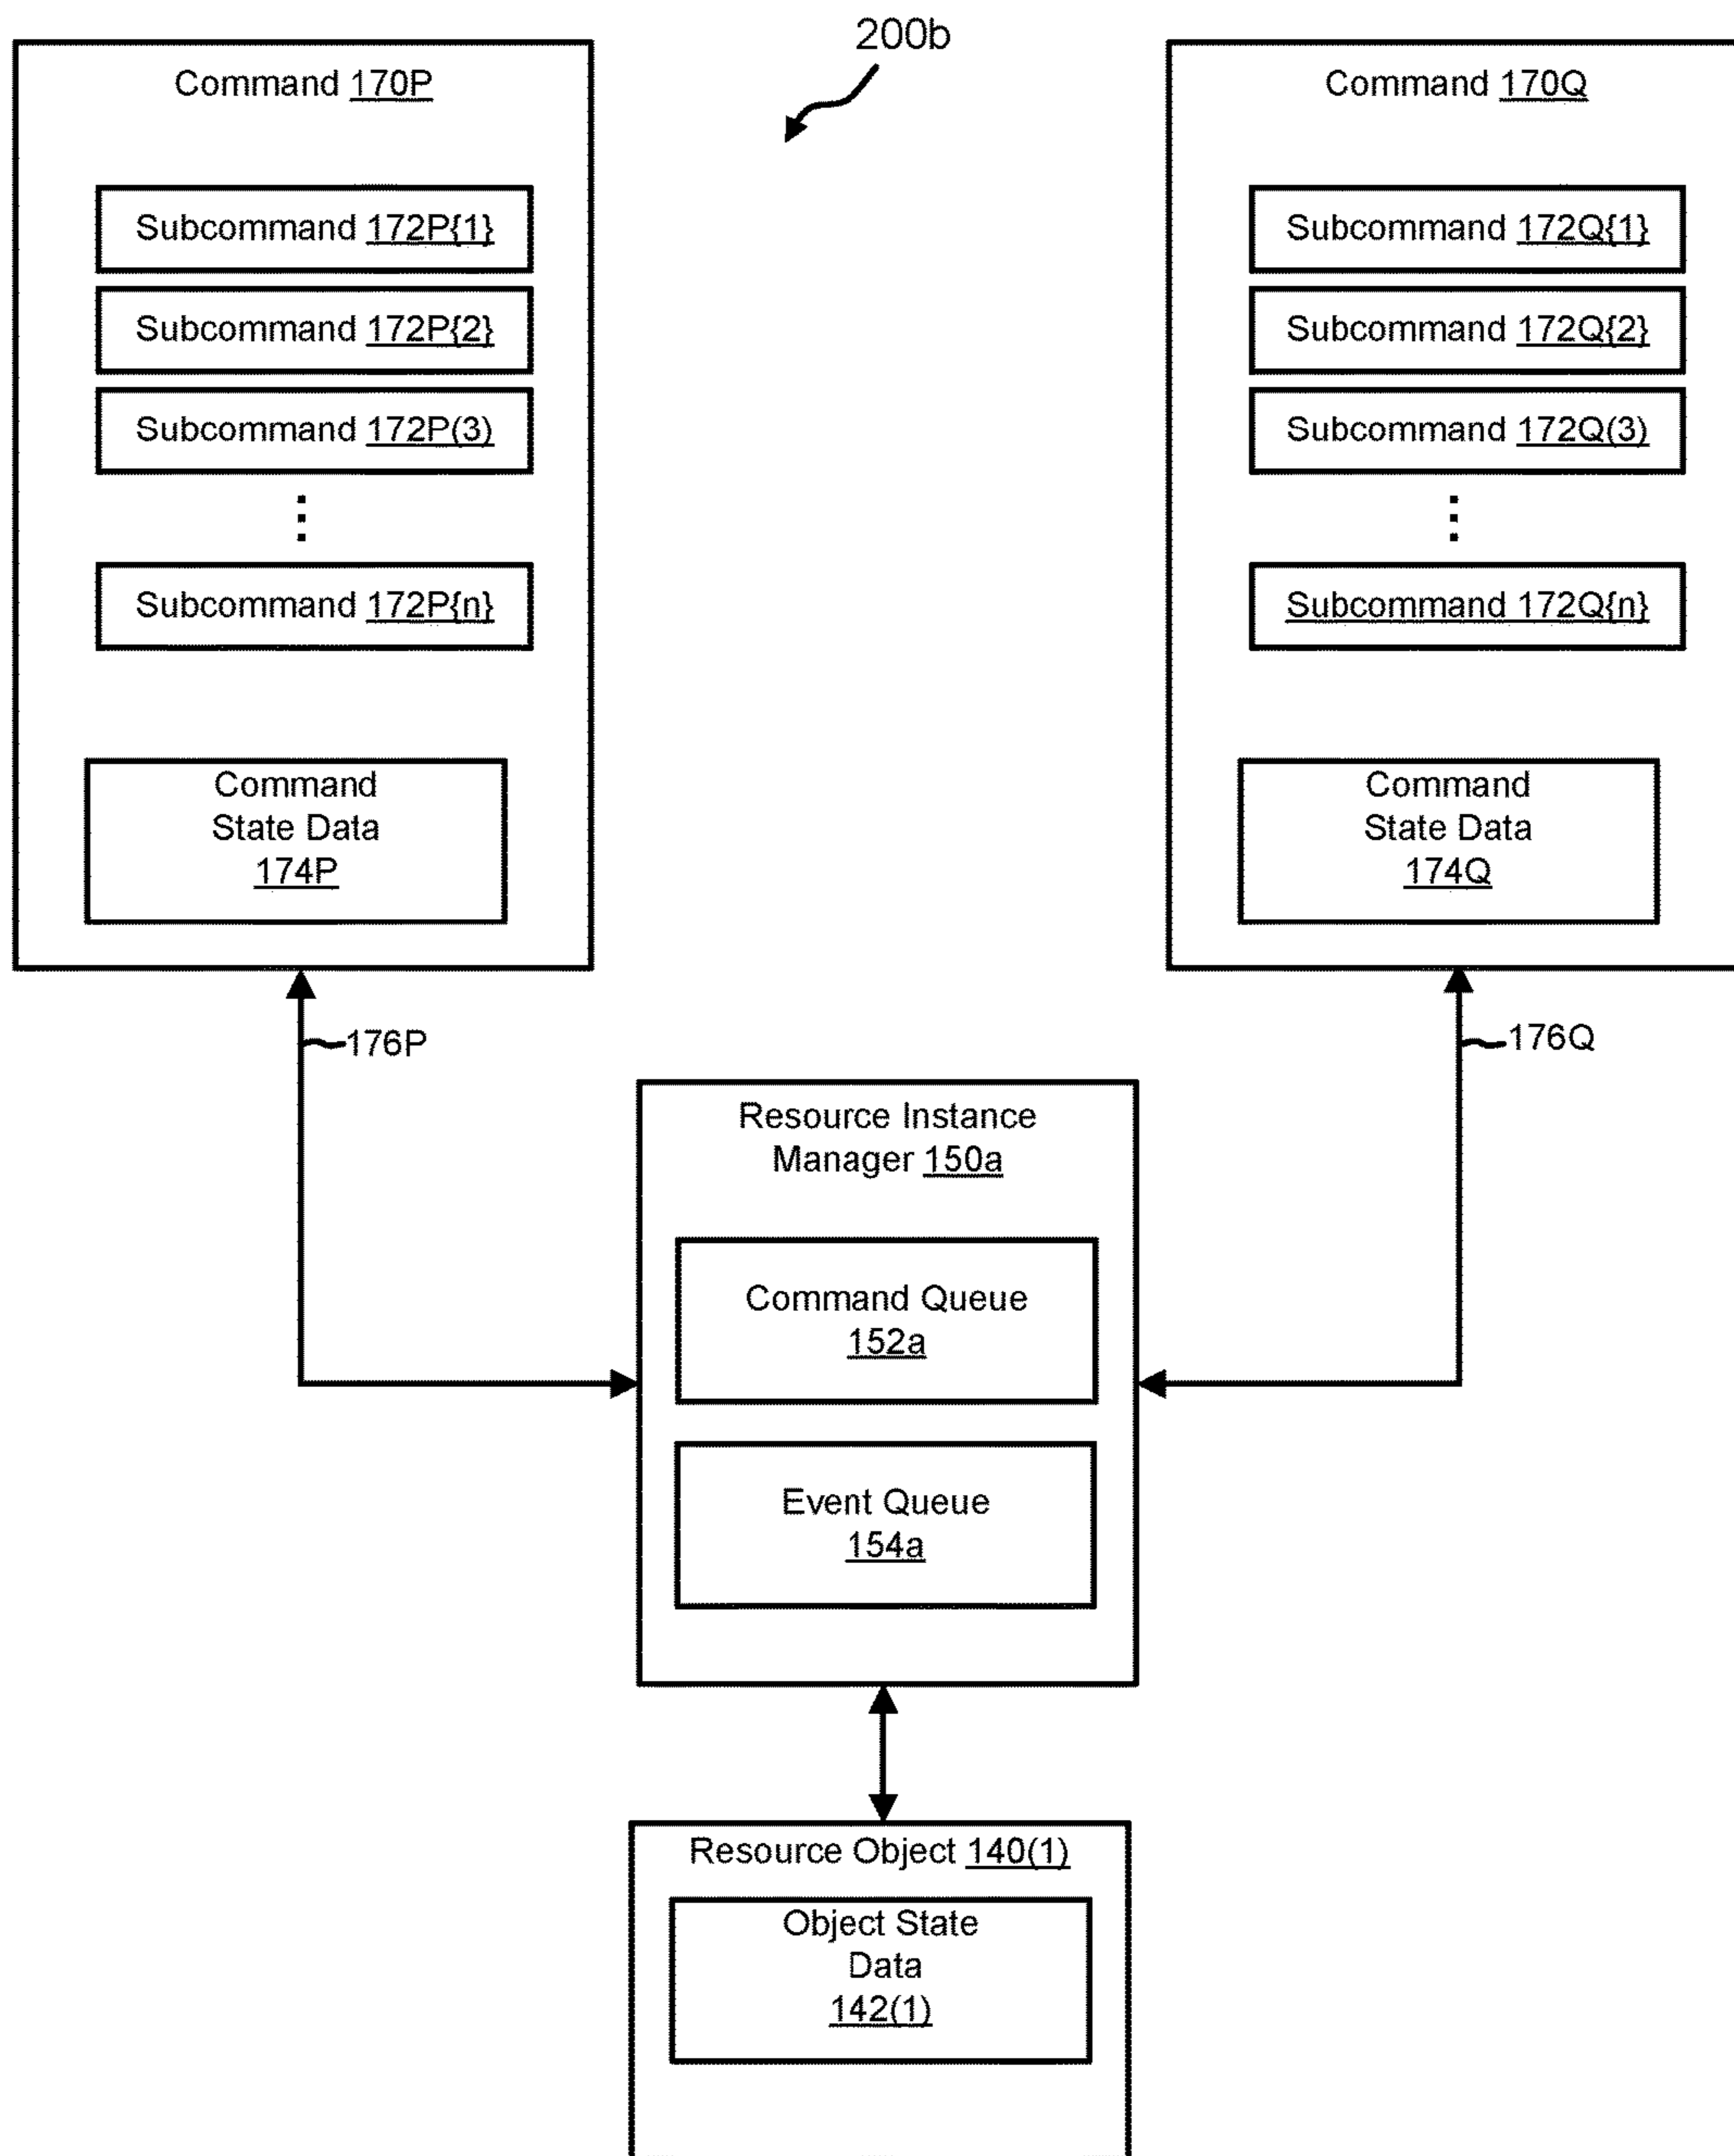 200b
Command 170P
Subcommand 172P{1}
Subcommand 172P{2}
Subcommand 172P(3)
Subcommand 172P{n}
Command
State Data
174P
Command 170Q
Subcommand 172Q{1}
Subcommand 172Q{2}
Subcommand 172Q(3)
Subcommand 172Q{n}
Command
State Data
174Q
176P
176Q
Resource Instance
Manager 150a
Command Queue
152a
Event Queue
154a
Resource Object 140(1)
Object State
Data
142(1)